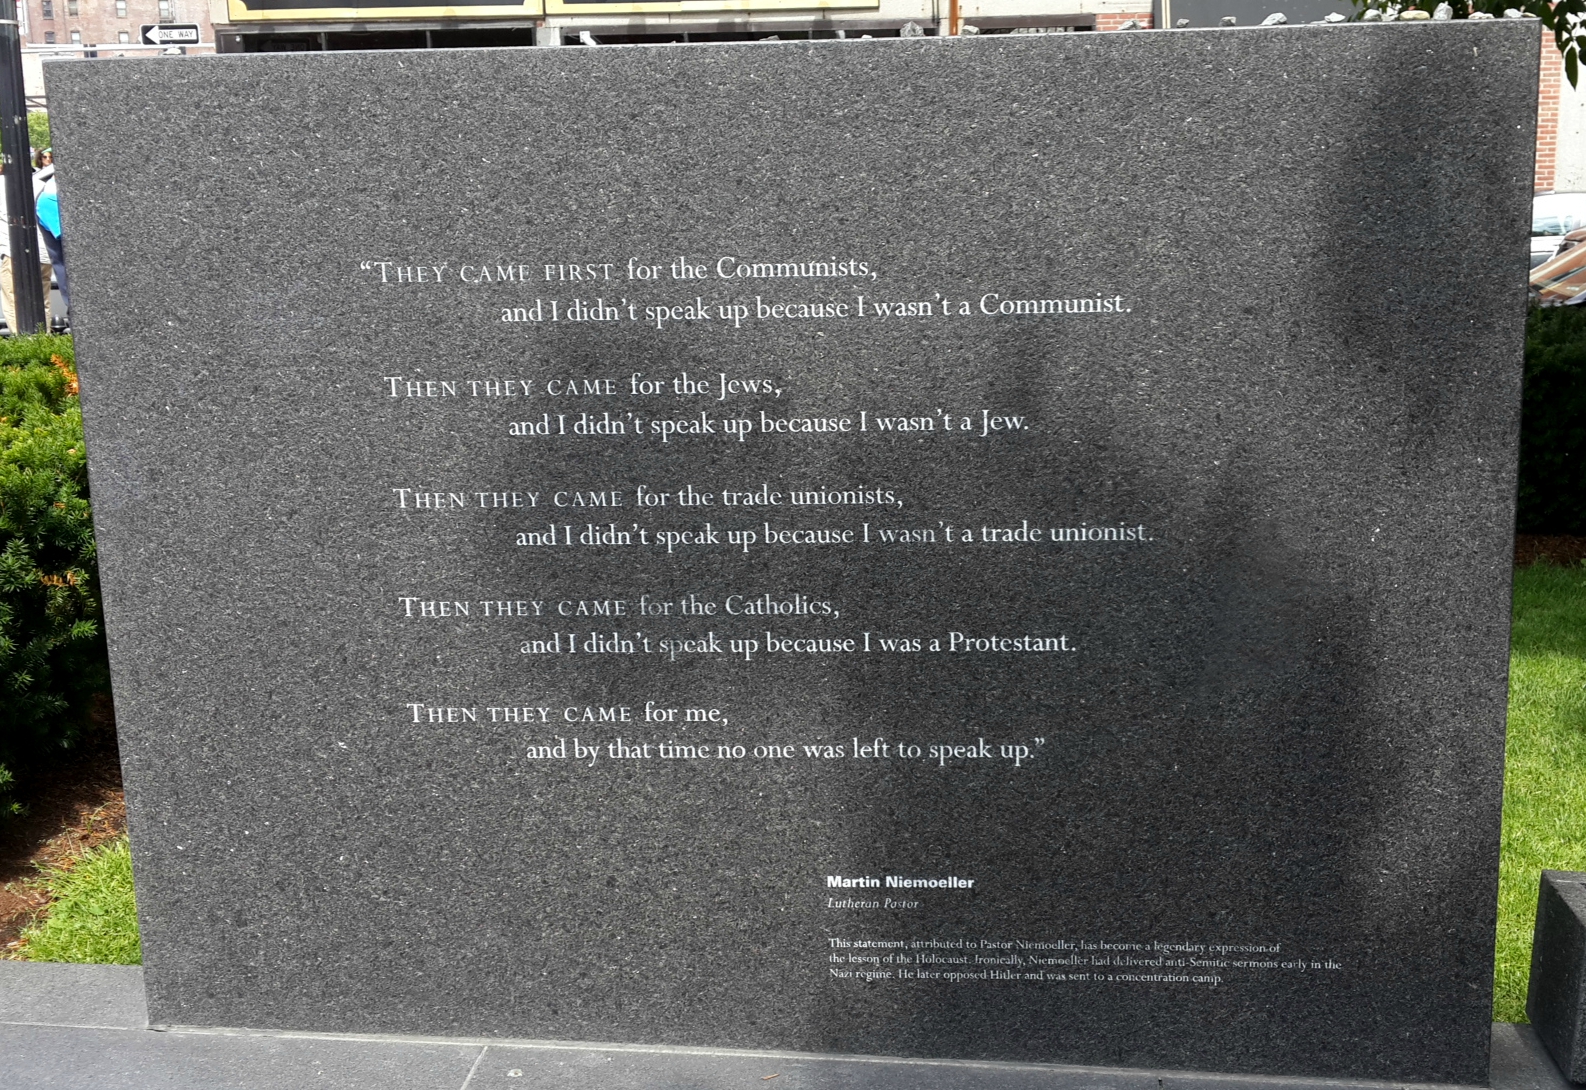 ONE WAY
“THEY CAME FIRST for the Communists,
and I didn’t speak up because I wasn’t a Communist.
THEN THEY CAME for the Jews,
and I didn’t speak up because I wasn’t a Jew.
THEN THEY CAME for the trade unionists,
and I didn’t speak up because I wasn’t a trade unionist.
THEN THEY CAME for the Catholics,
and I didn’t speak up because I was a Protestant.
THEN THEY CAME for me,
and by that time no one was left to speak up.”
Martin Niemoeller
Lutheran Pastor
This statement, attributed to Pastor Niemoeller, has become a legendary expression of
the lesson of the Holocaust. Ironically, Niemoeller had delivered anti-Semitic sermons early in the
Nazi regime. He later opposed Hitler and was sent to a concentration camp.